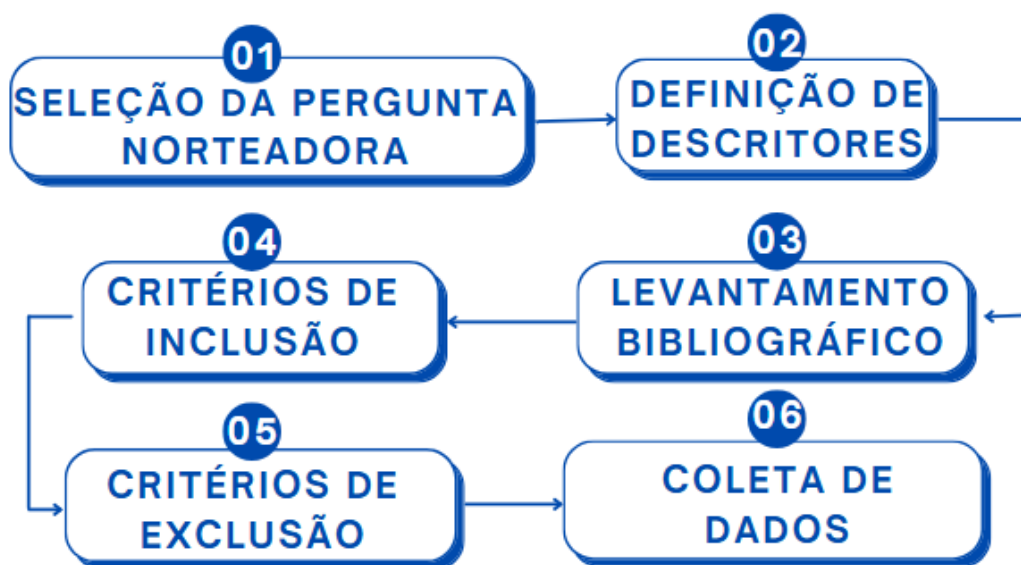 01
SELEÇÃO DA PERGUNTA
NORTEADORA
02
DEFINIÇÃO DE
DESCRITORES
03
LEVANTAMENTO
BIBLIOGRÁFICO
04
CRITÉRIOS DE
INCLUSÃO
05
CRITÉRIOS DE
EXCLUSÃO
06
COLETA DE
DADOS